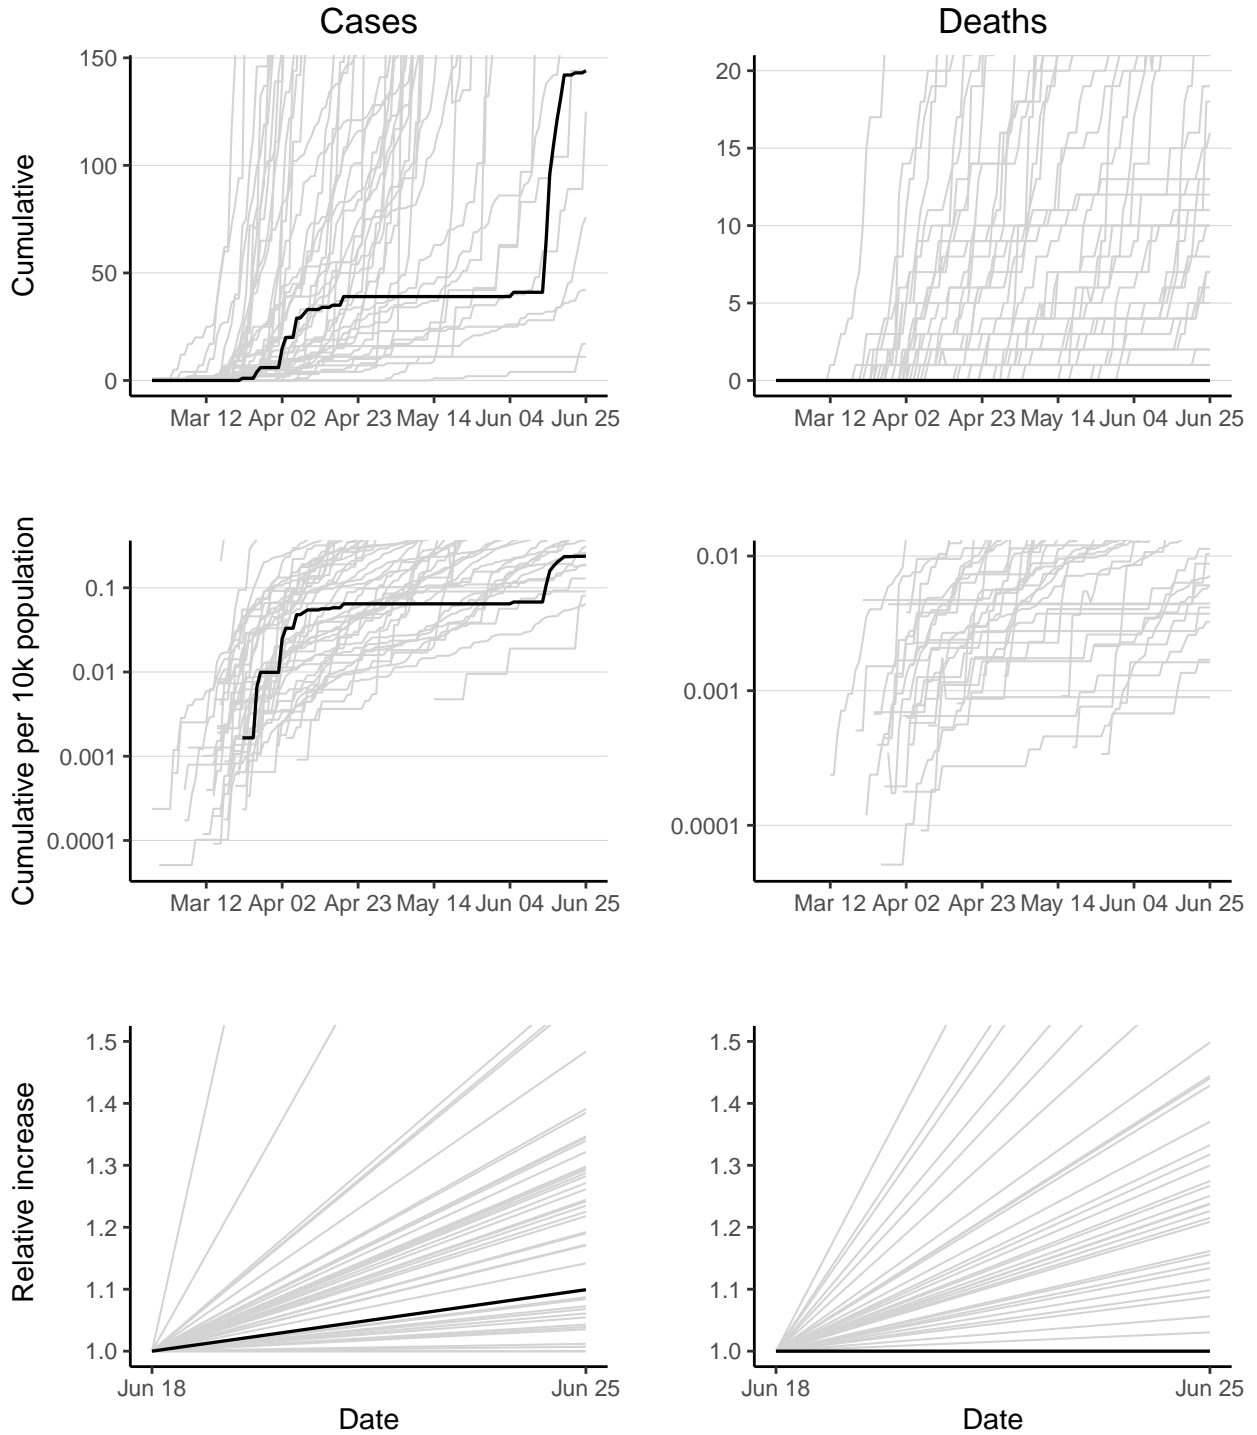 Cases
Deaths
Cumulative
150
100
50
0
Mar 12 Apr 02 Apr 23 May 14 Jun 04 Jun 25
20
15
10
5
0
Mar 12 Apr 02 Apr 23 May 14 Jun 04 Jun 25
Cumulative per 10k population
0.1
0.01
0.001
0.0001
Mar 12 Apr 02 Apr 23 May 14 Jun 04 Jun 25
0.01
0.001
0.0001
Mar 12 Apr 02 Apr 23 May 14 Jun 04 Jun 25
Relative increase
1.5
1.4
1.3
1.2
1.1
1.0
Jun 18 Jun 25
Date
1.5
1.4
1.3
1.2
1.1
1.0
Jun 18 Jun 25
Date